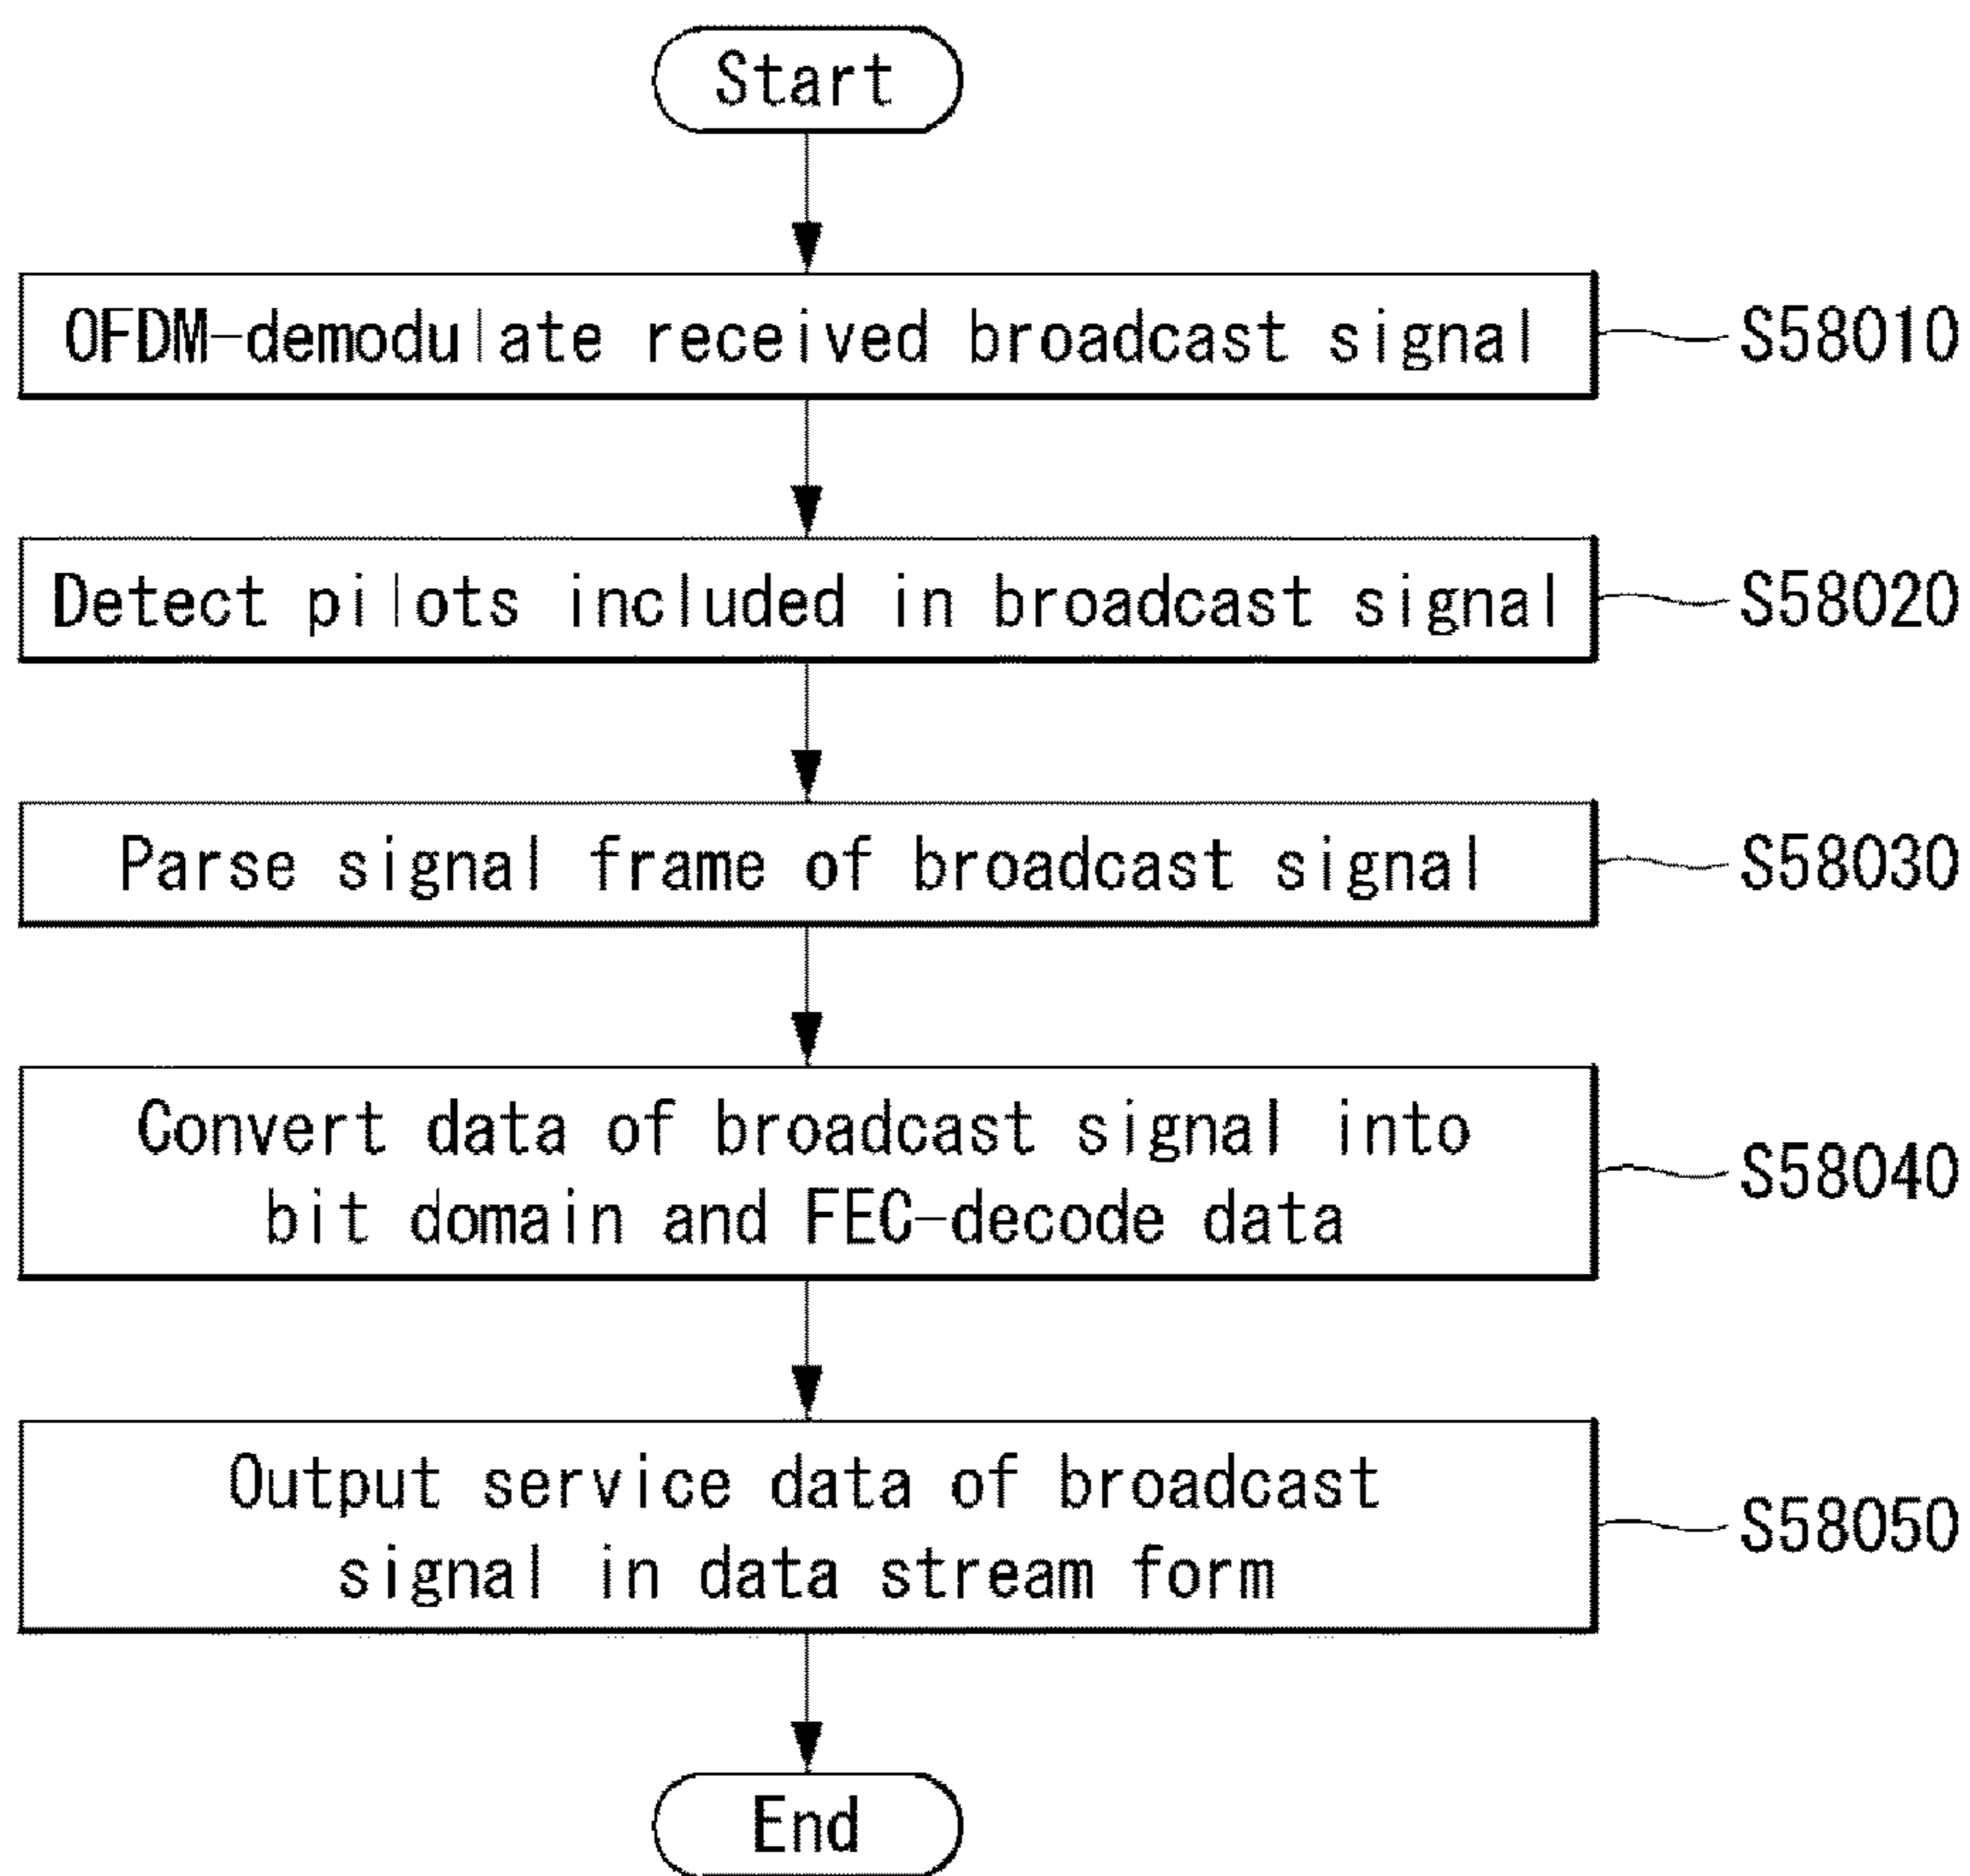 Start
OFDM-demodulate received broadcast signal
S58010
Detect pilots included in broadcast signal
S58020
Parse signal frame of broadcast signal
S58030
Convert data of broadcast signal into
bit domain and FEC-decode data
S58040
Output service data of broadcast
signal in data stream form
S58050
End